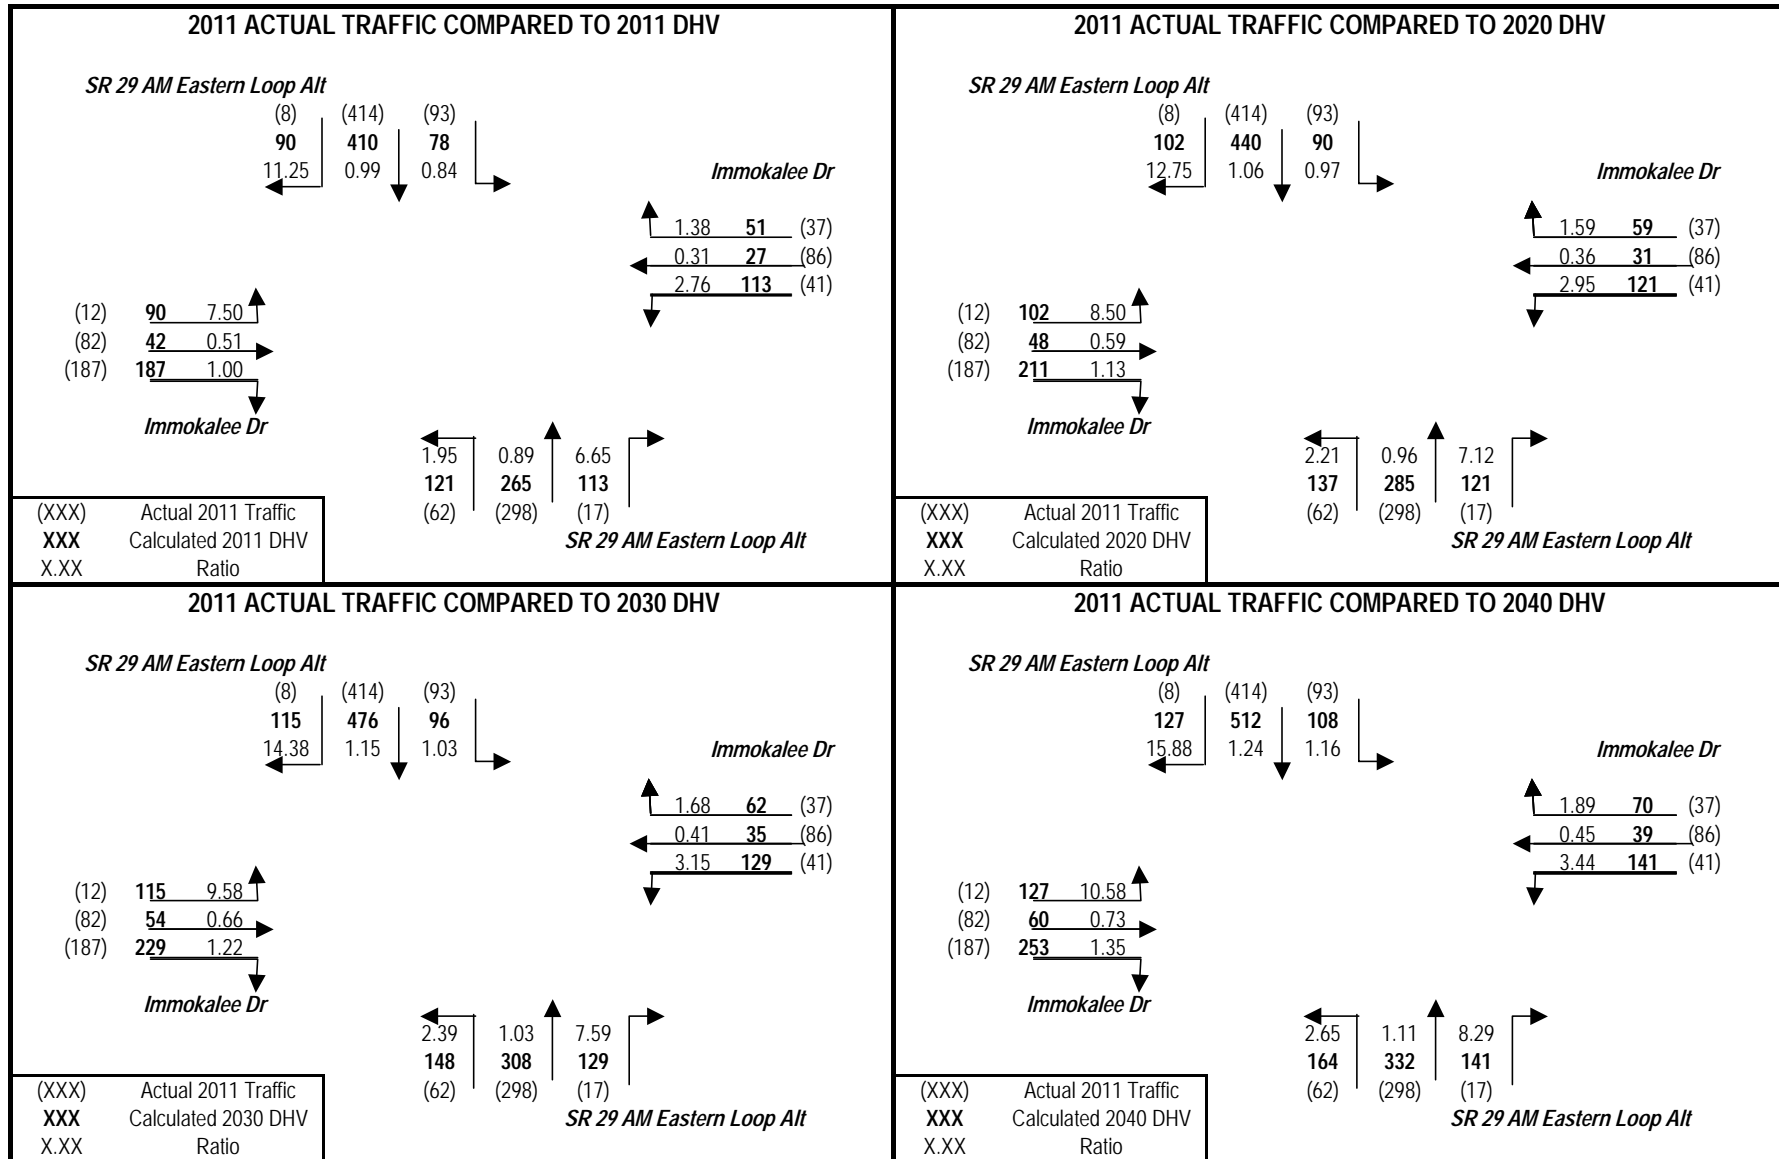 2011 ACTUAL TRAFFIC COMPARED TO 2011 DHV
SR 29 AM Eastern Loop Alt
(8) (414) (93)
90 410 78
11.25 0.99 0.84
Immokalee Dr
1.38 51 (37)
0.31 27 (86)
2.76 113 (41)
(12) 90 7.50
(82) 42 0.51
(187) 187 1.00
Immokalee Dr
1.95 0.89 6.65
121 265 113
(62) (298) (17)
SR 29 AM Eastern Loop Alt
(XXX) Actual 2011 Traffic
XXX Calculated 2011 DHV
X.XX Ratio
2011 ACTUAL TRAFFIC COMPARED TO 2020 DHV
SR 29 AM Eastern Loop Alt
(8) (414) (93)
102 440 90
12.75 1.06 0.97
Immokalee Dr
1.59 59 (37)
0.36 31 (86)
2.95 121 (41)
(12) 102 8.50
(82) 48 0.59
(187) 211 1.13
Immokalee Dr
2.21 0.96 7.12
137 285 121
(62) (298) (17)
SR 29 AM Eastern Loop Alt
(XXX) Actual 2011 Traffic
XXX Calculated 2020 DHV
X.XX Ratio
2011 ACTUAL TRAFFIC COMPARED TO 2030 DHV
SR 29 AM Eastern Loop Alt
(8) (414) (93)
115 476 96
14.38 1.15 1.03
Immokalee Dr
1.68 62 (37)
0.41 35 (86)
3.15 129 (41)
(12) 115 9.58
(82) 54 0.66
(187) 229 1.22
Immokalee Dr
2.39 1.03 7.59
148 308 129
(62) (298) (17)
SR 29 AM Eastern Loop Alt
(XXX) Actual 2011 Traffic
XXX Calculated 2030 DHV
X.XX Ratio
2011 ACTUAL TRAFFIC COMPARED TO 2040 DHV
SR 29 AM Eastern Loop Alt
(8) (414) (93)
127 512 108
15.88 1.24 1.16
Immokalee Dr
1.89 70 (37)
0.45 39 (86)
3.44 141 (41)
(12) 127 10.58
(82) 60 0.73
(187) 253 1.35
Immokalee Dr
2.65 1.11 8.29
164 332 141
(62) (298) (17)
SR 29 AM Eastern Loop Alt
(XXX) Actual 2011 Traffic
XXX Calculated 2040 DHV
X.XX Ratio